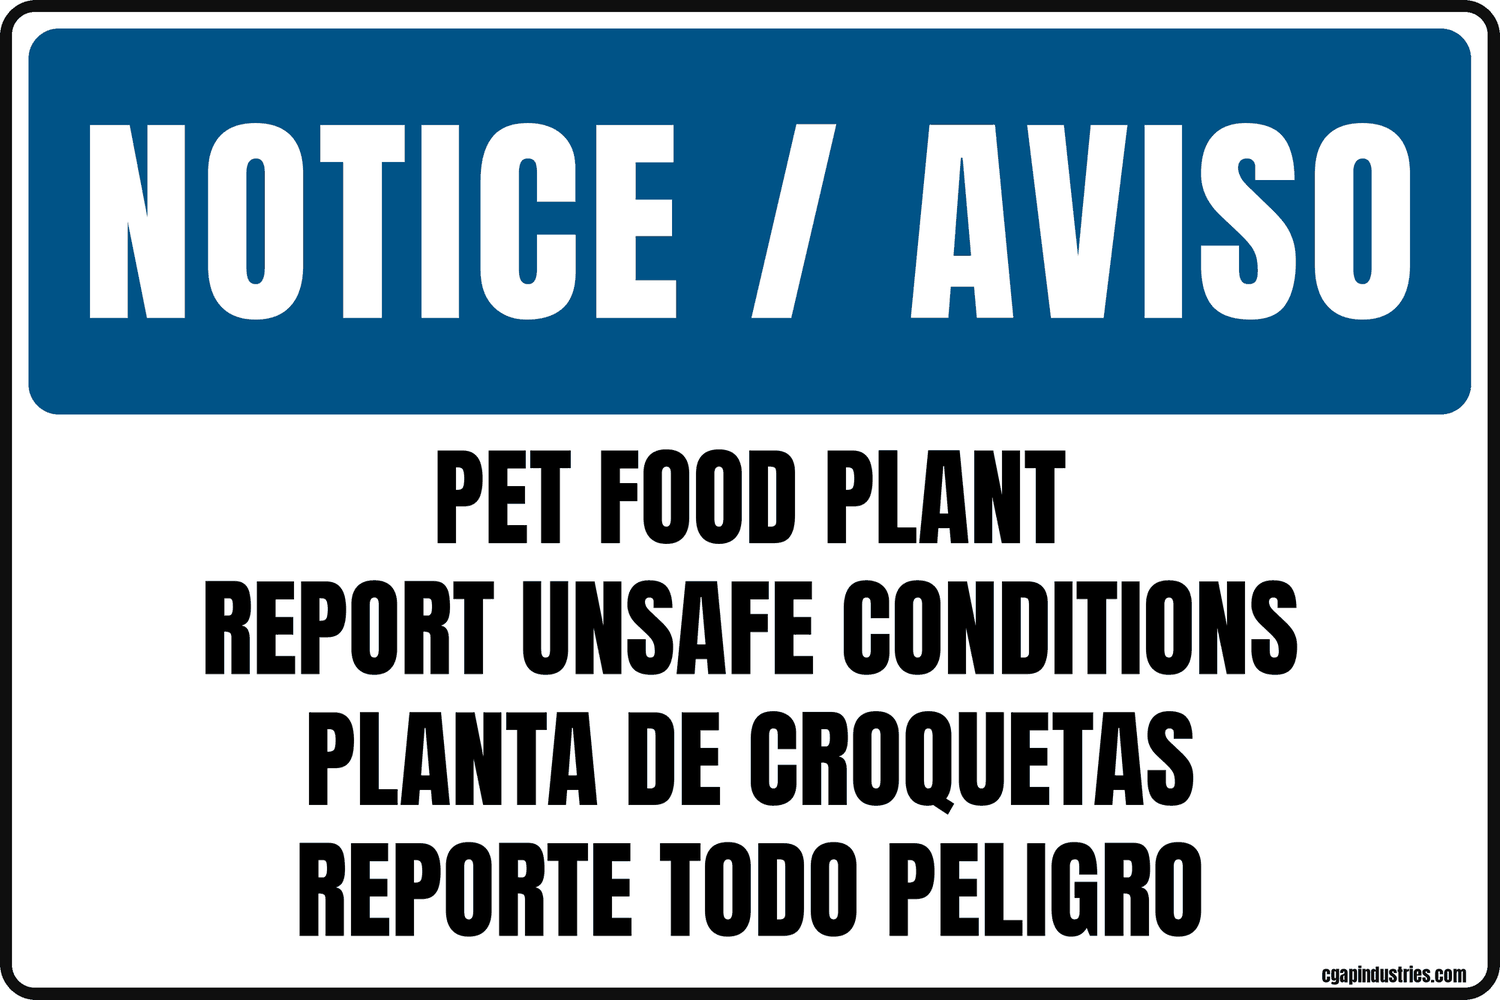 NOTICE / AVISO
PET FOOD PLANT
REPORT UNSAFE CONDITIONS
PLANTA DE CROQUETAS
REPORTE TODO PELIGRO
cgapindustries.com